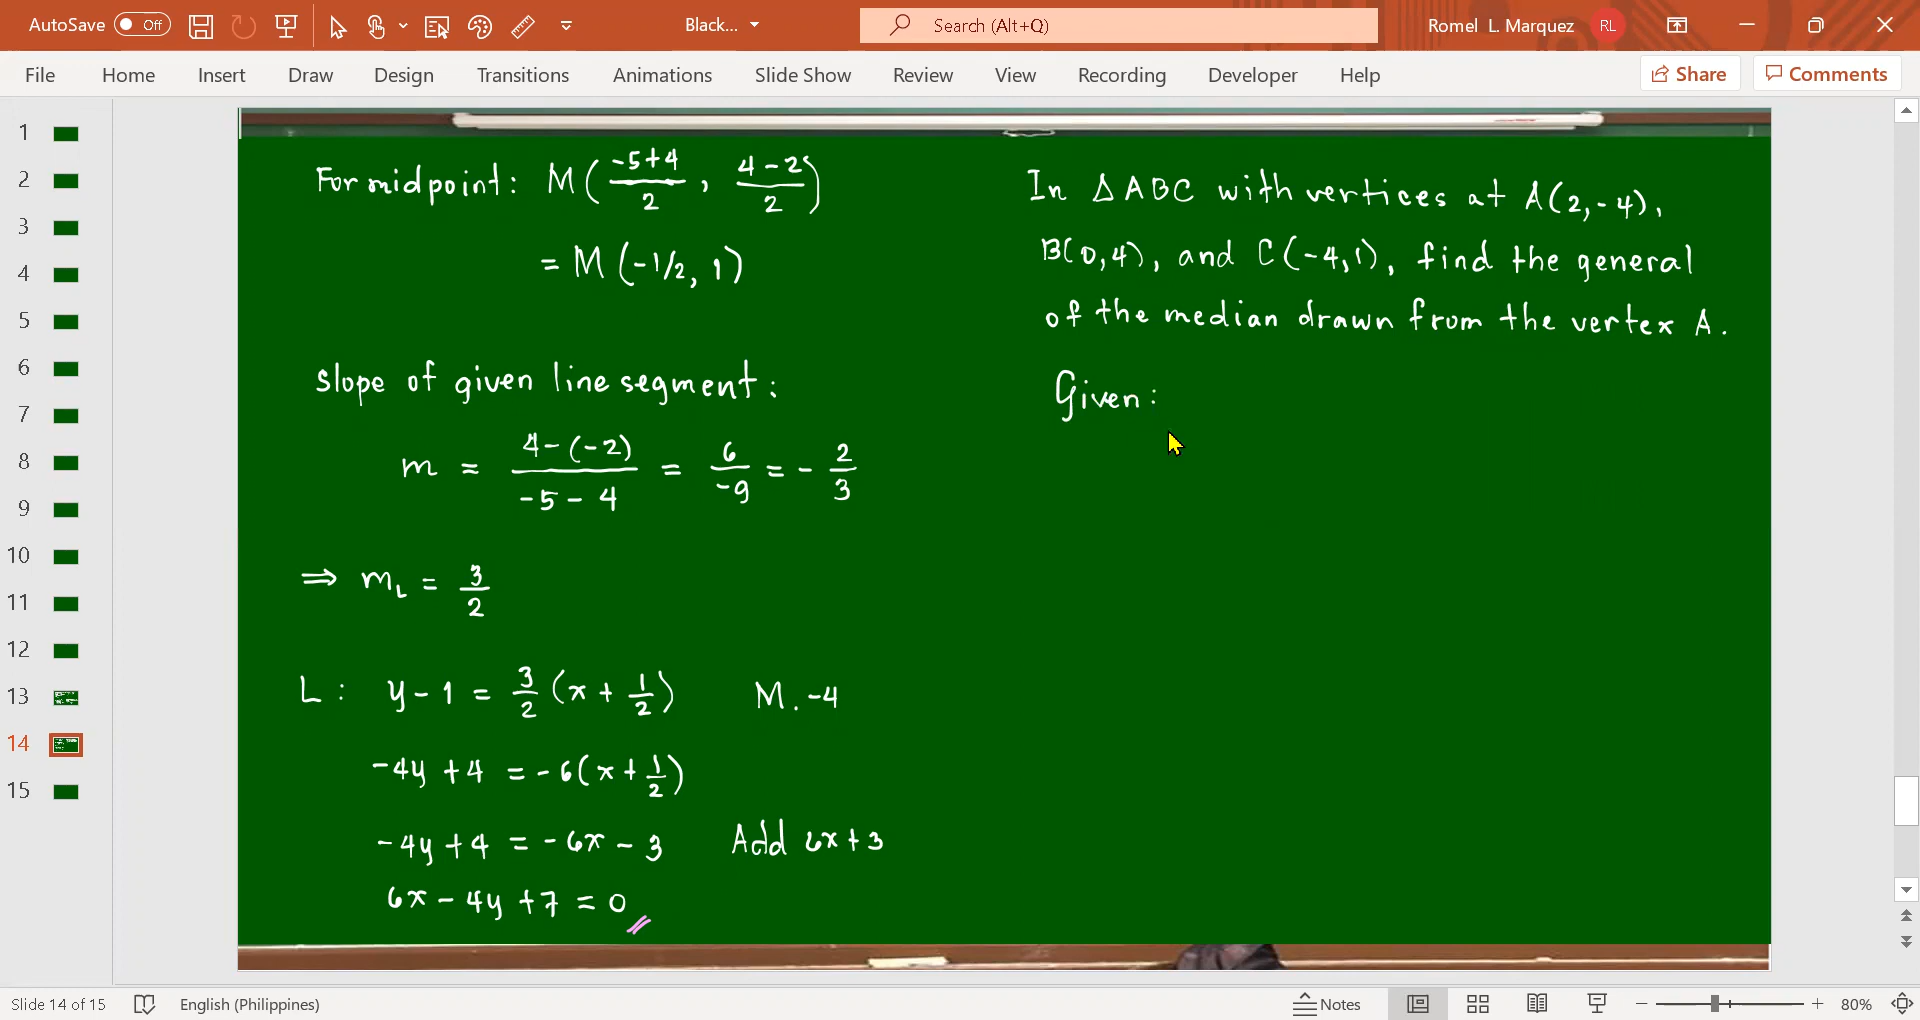 AutoSave Off Black... Search (Alt+Q) Romel L. Marquez RL
File Home Insert Draw Design Transitions Animations Slide Show Review View Recording Developer Help Share Comments
1
2
3
4
5
6
7
8
9
10
11
12
13
14
15
For midpoint: M((-5+4)/2, (4-2)/2)
= M(-1/2, 1)
Slope of given line segment:
m = (4-(-2))/(-5-4) = 6/-9 = -2/3
⇒ m_L = 3/2
L: y-1 = 3/2 (x + 1/2) M. -4
-4y + 4 = -6(x + 1/2)
-4y + 4 = -6x - 3 Add 6x+3
6x - 4y + 7 = 0
In △ABC with vertices at A(2,-4),
B(0,4), and C(-4,1), find the general
of the median drawn from the vertex A.
Given:
Slide 14 of 15 English (Philippines) Notes 80%